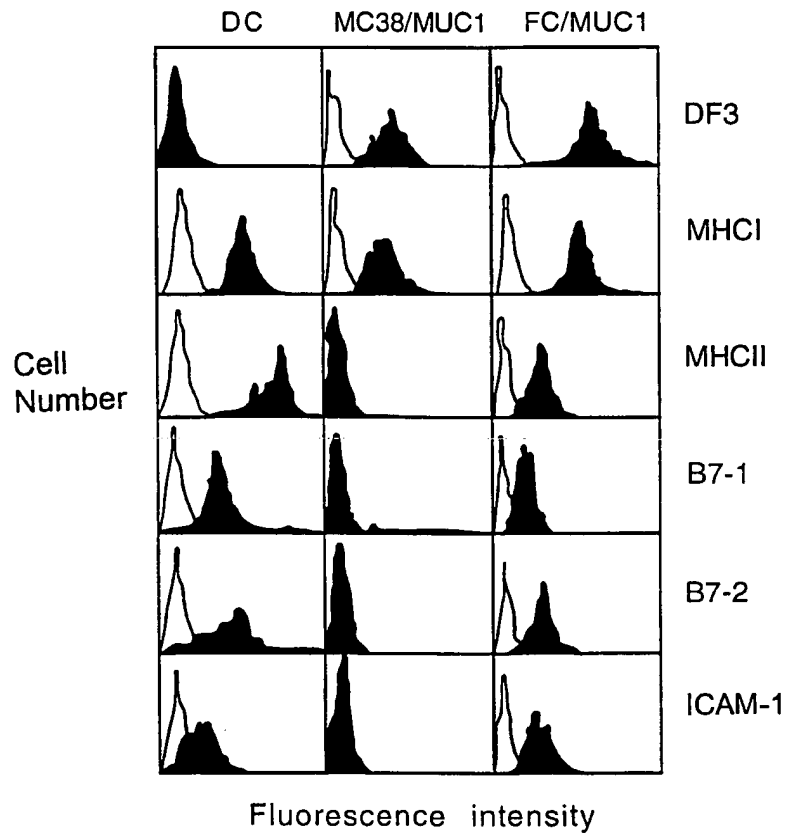 DC MC38/MUC1 FC/MUC1
DF3
MHCI
MHCII
Cell
Number
B7-1
B7-2
ICAM-1
Fluorescence intensity